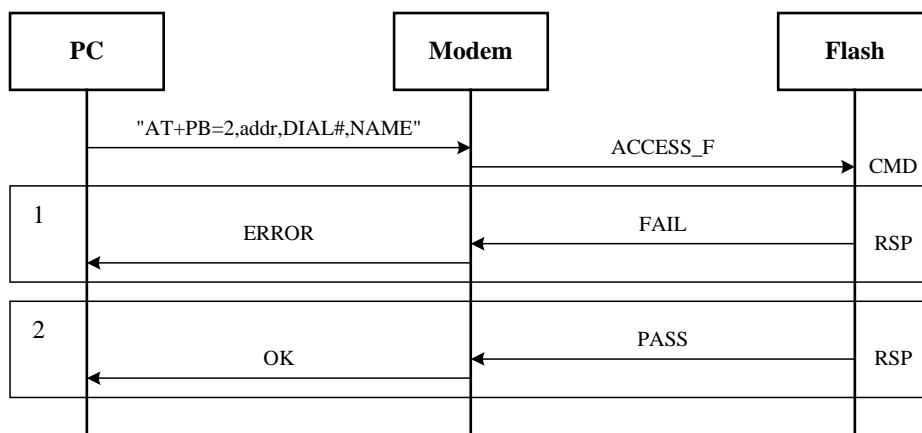 PC
Modem
Flash
"AT+PB=2,addr,DIAL#,NAME"
ACCESS_F
CMD
1
ERROR
FAIL
RSP
2
OK
PASS
RSP